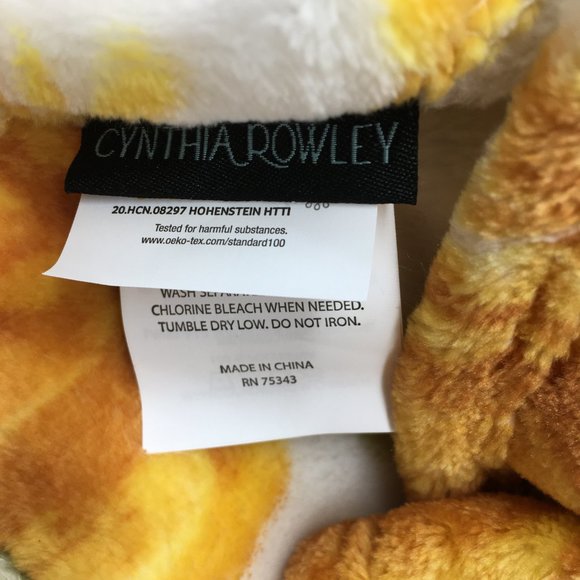 CYNTHIA ROWLEY
20.HCN.08297 HOHENSTEIN HTTI
Tested for harmful substances.
www.oeko-tex.com/standard100
WASH
CHLORINE BLEACH WHEN NEEDED.
TUMBLE DRY LOW. DO NOT IRON.
MADE IN CHINA
RN 75343